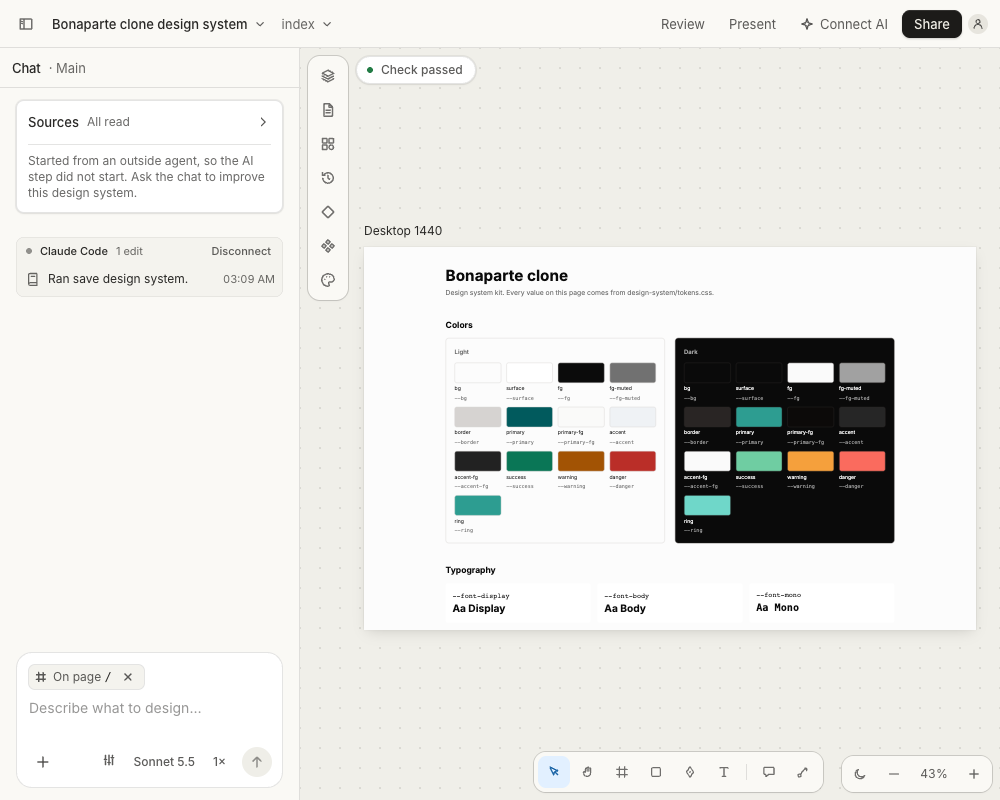 Bonaparte clone design system
index
Review
Present
Connect AI
Share
Chat · Main
Sources All read
Started from an outside agent, so the AI
step did not start. Ask the chat to improve
this design system.
Claude Code 1 edit Disconnect
Ran save design system. 03:09 AM
On page /
Describe what to design...
Sonnet 5.5 1×
Check passed
Desktop 1440
Bonaparte clone
Design system kit. Every value on this page comes from design-system/tokens.css.
Colors
Light
bg surface fg fg-muted
--bg --surface --fg --fg-muted
border primary primary-fg accent
--border --primary --primary-fg --accent
accent-fg success warning danger
--accent-fg --success --warning --danger
ring
--ring
Dark
bg surface fg fg-muted
--bg --surface --fg --fg-muted
border primary primary-fg accent
--border --primary --primary-fg --accent
accent-fg success warning danger
--accent-fg --success --warning --danger
ring
--ring
Typography
--font-display
Aa Display
--font-body
Aa Body
--font-mono
Aa Mono
43%